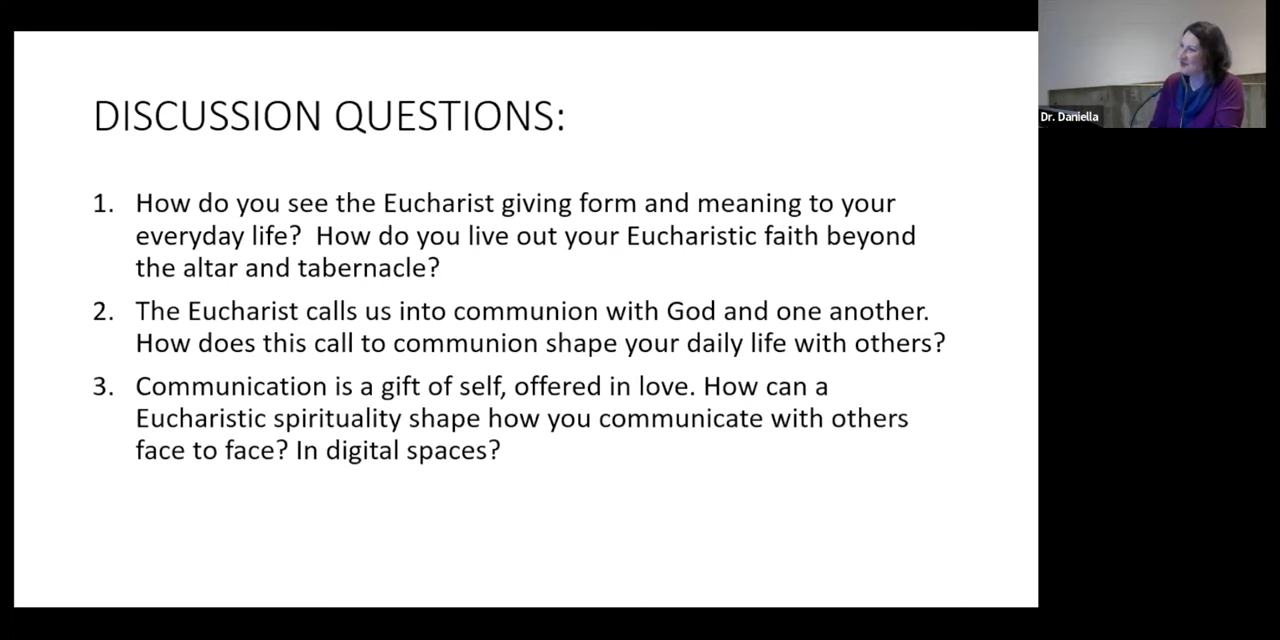 DISCUSSION QUESTIONS:
1. How do you see the Eucharist giving form and meaning to your
everyday life?  How do you live out your Eucharistic faith beyond
the altar and tabernacle?
2. The Eucharist calls us into communion with God and one another.
How does this call to communion shape your daily life with others?
3. Communication is a gift of self, offered in love. How can a
Eucharistic spirituality shape how you communicate with others
face to face? In digital spaces?
Dr. Daniella